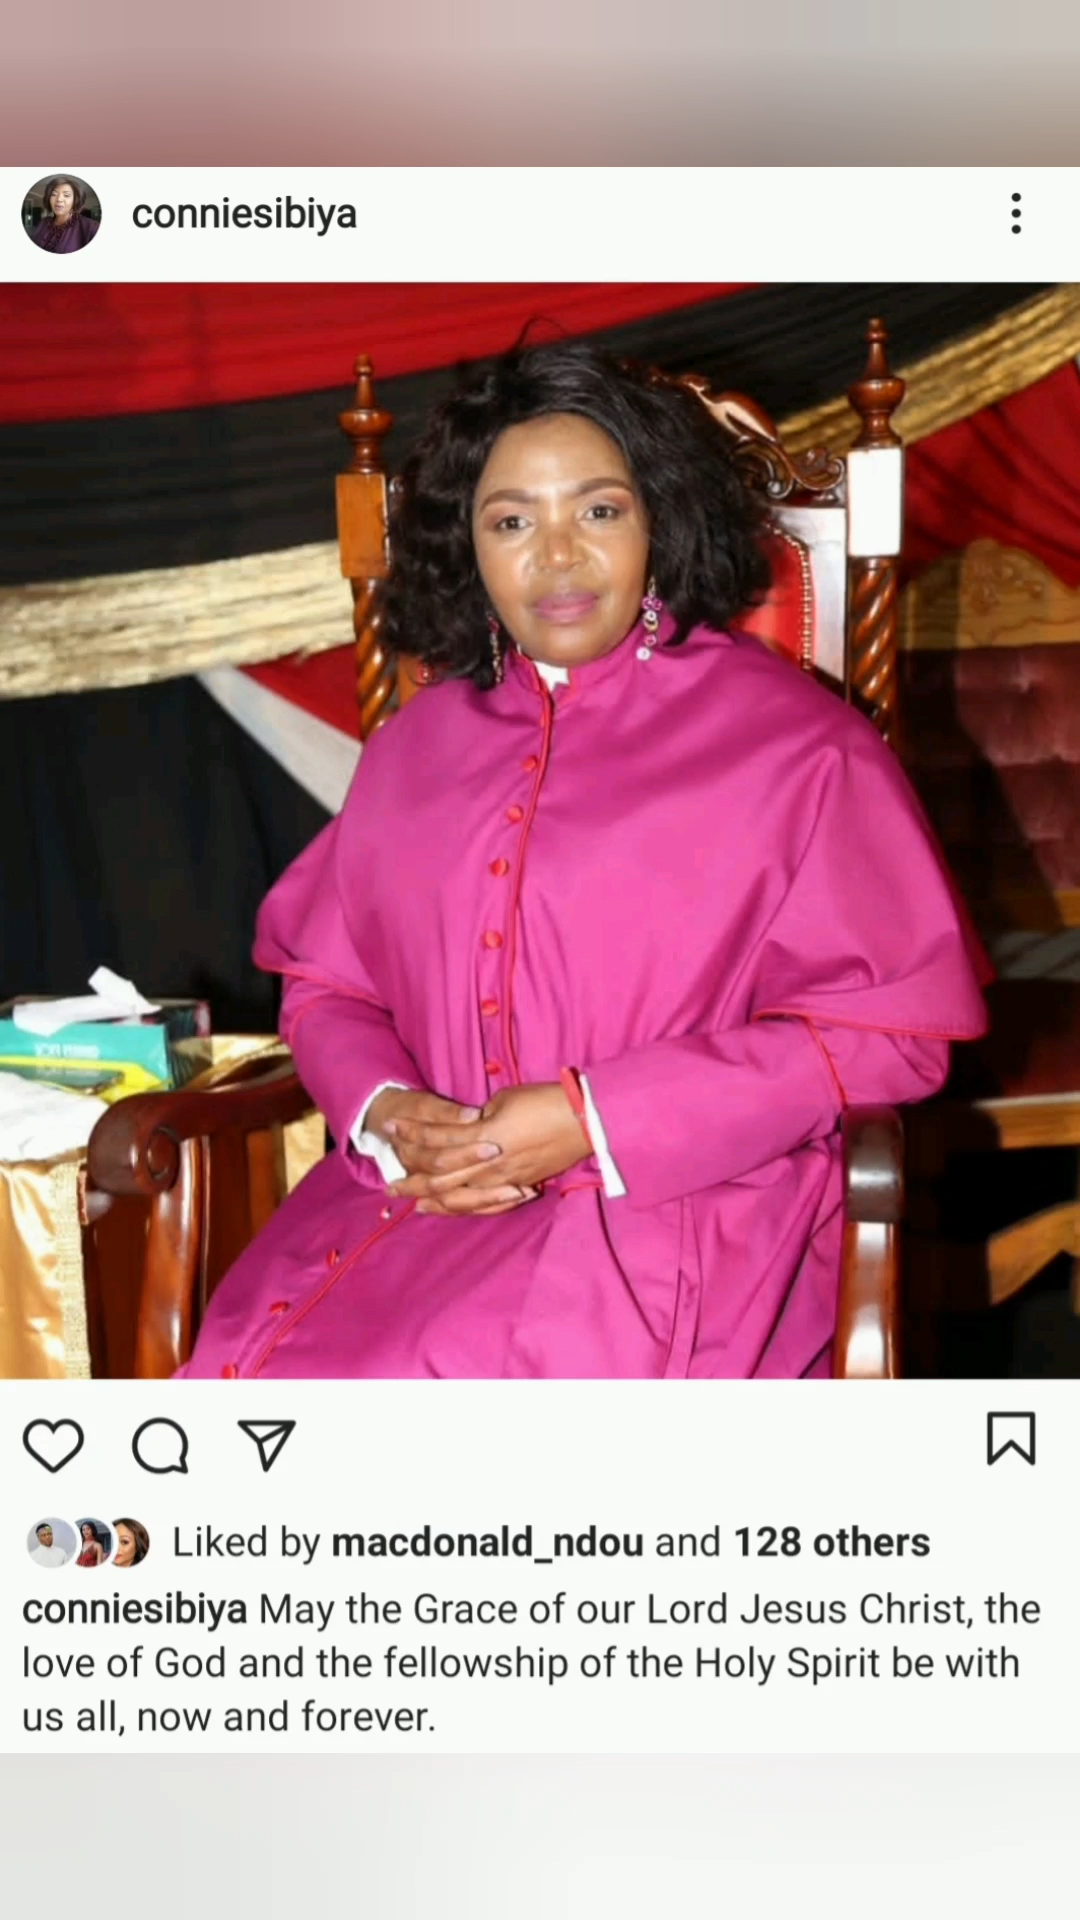 conniesibiya
Liked by macdonald_ndou and 128 others
conniesibiya May the Grace of our Lord Jesus Christ, the
love of God and the fellowship of the Holy Spirit be with
us all, now and forever.